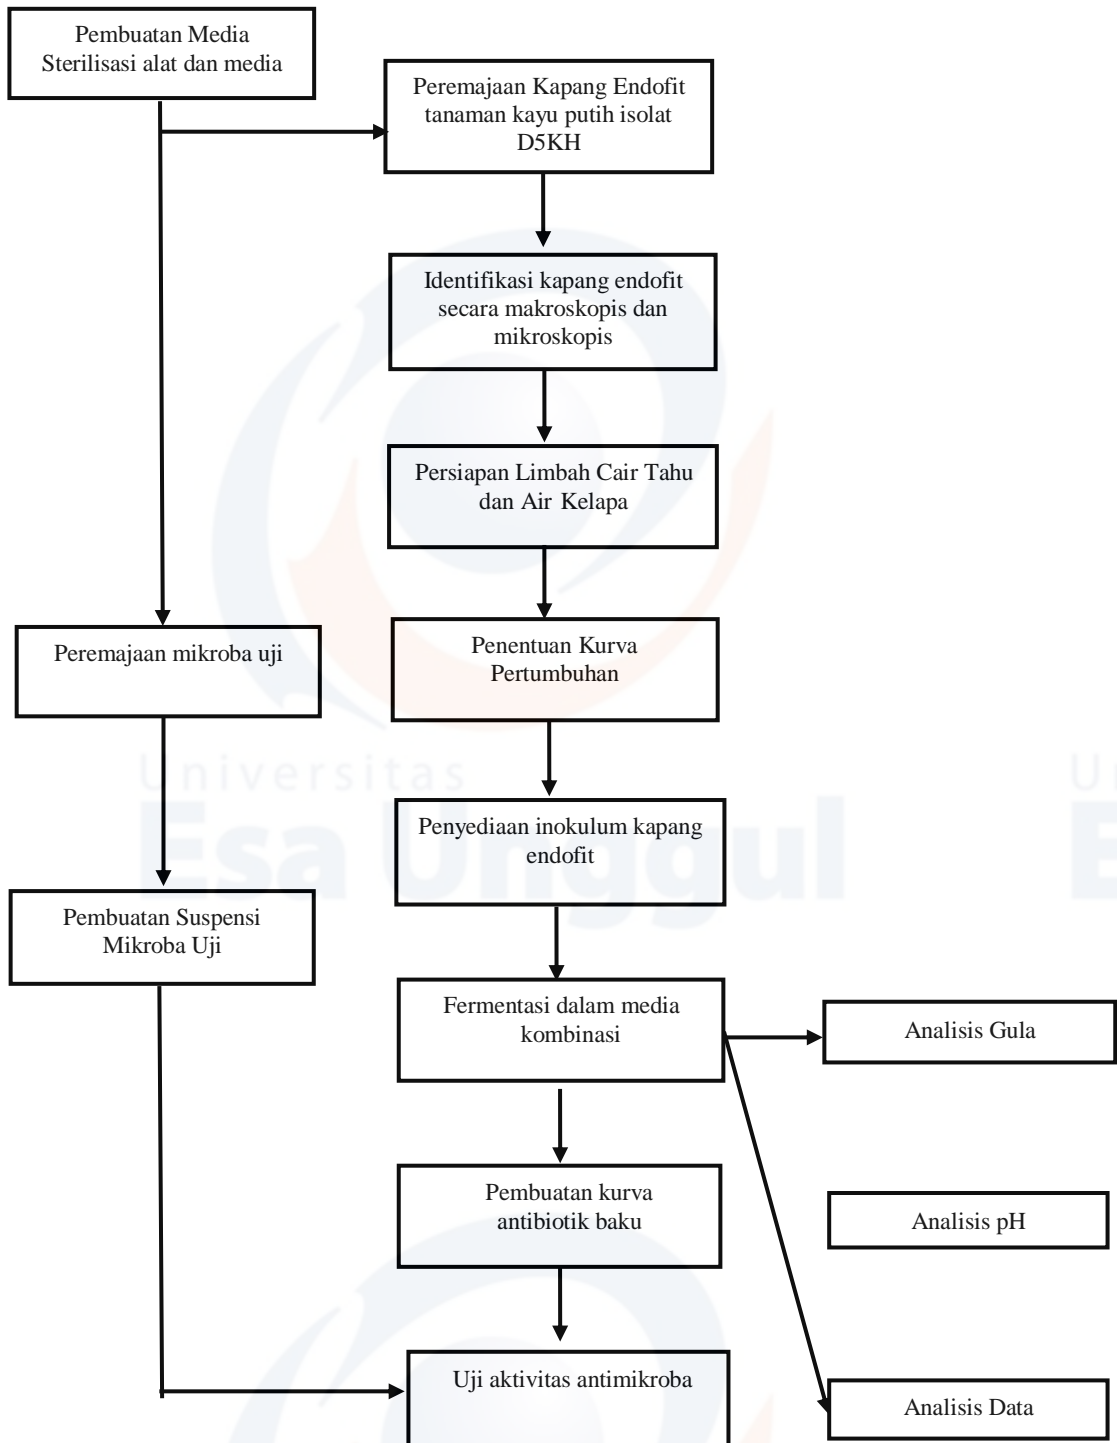 Pembuatan Media
Sterilisasi alat dan media
Peremajaan Kapang Endofit
tanaman kayu putih isolat
D5KH
Identifikasi kapang endofit
secara makroskopis dan
mikroskopis
Persiapan Limbah Cair Tahu
dan Air Kelapa
Peremajaan mikroba uji
Penentuan Kurva
Pertumbuhan
Universitas
Esa Unggul
Penyediaan inokulum kapang
endofit
Pembuatan Suspensi
Mikroba Uji
Fermentasi dalam media
kombinasi
Analisis Gula
Pembuatan kurva
antibiotik baku
Analisis pH
Uji aktivitas antimikroba
Analisis Data